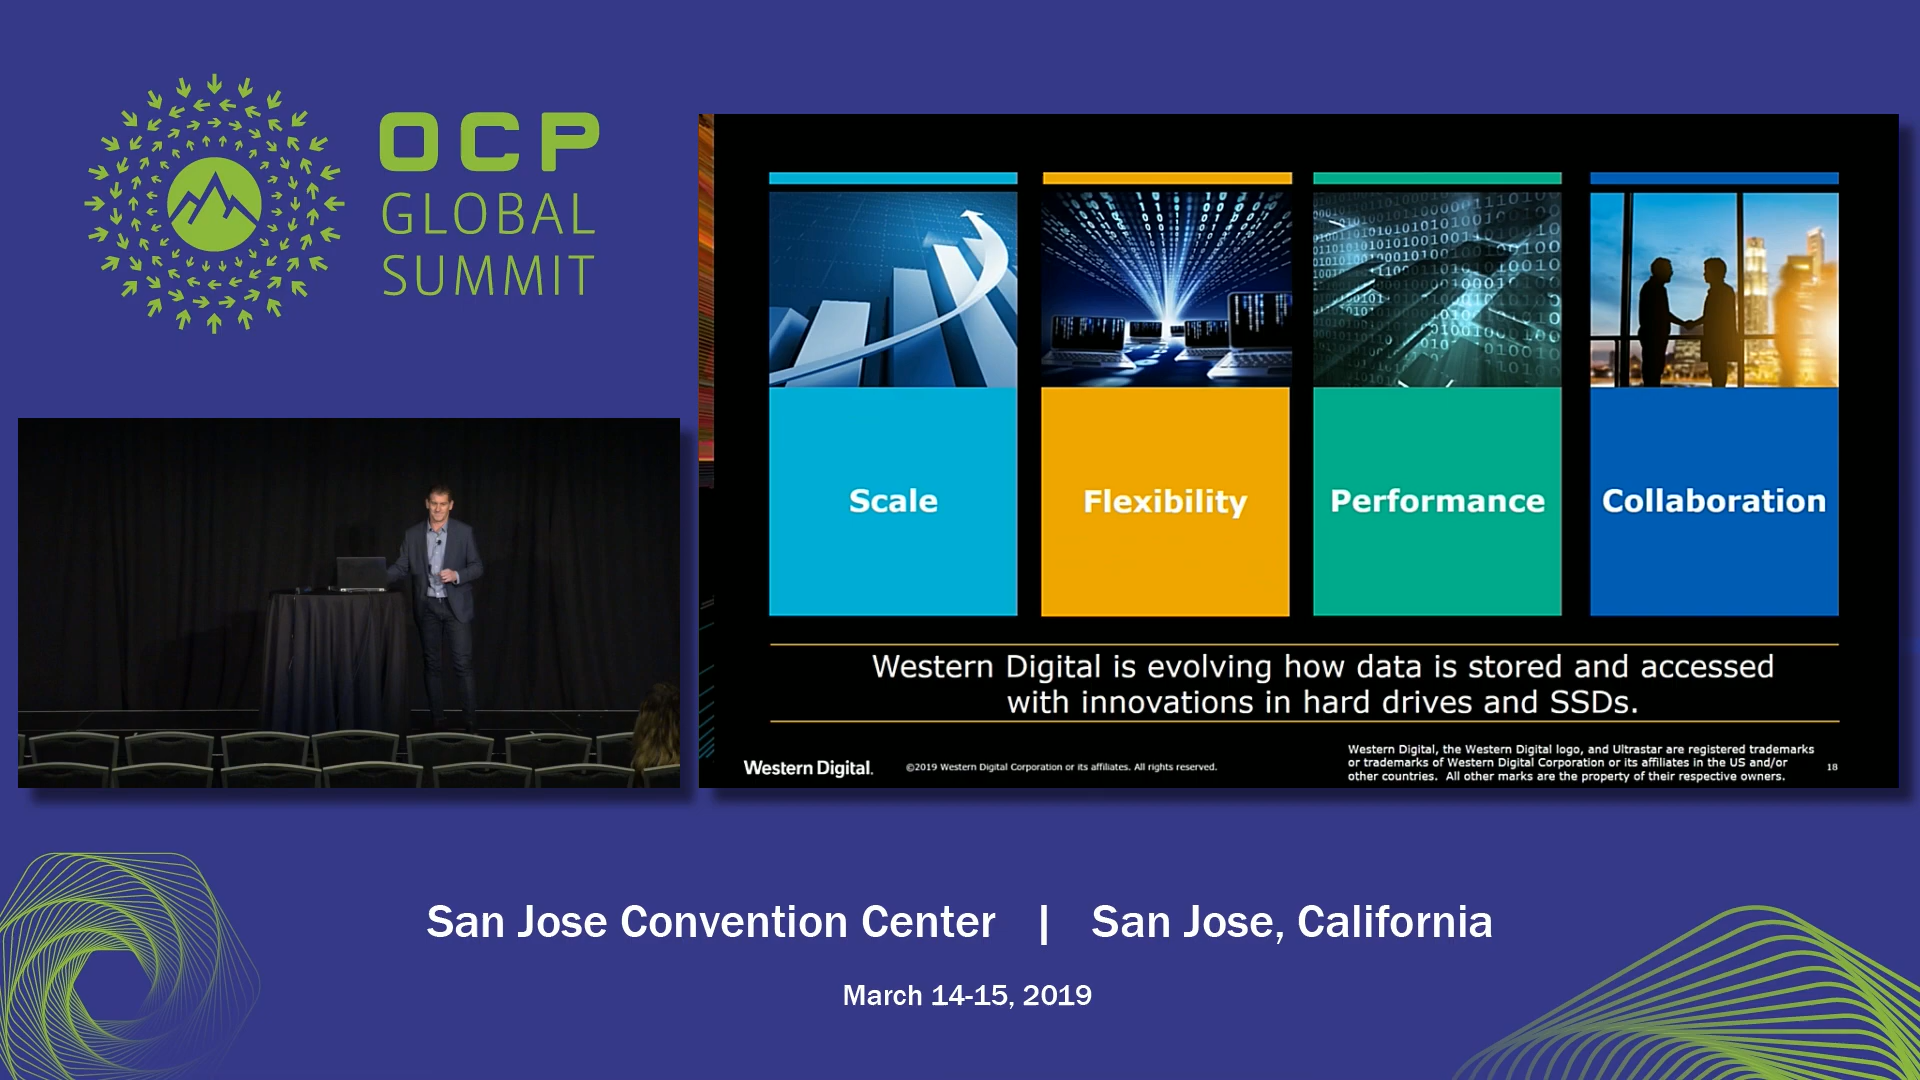 OCP
GLOBAL
SUMMIT
Scale
Flexibility
Performance
Collaboration
Western Digital is evolving how data is stored and accessed
with innovations in hard drives and SSDs.
Western Digital.
©2019 Western Digital Corporation or its affiliates. All rights reserved.
Western Digital, the Western Digital logo, and Ultrastar are registered trademarks
or trademarks of Western Digital Corporation or its affiliates in the US and/or
other countries. All other marks are the property of their respective owners.
18
San Jose Convention Center | San Jose, California
March 14-15, 2019